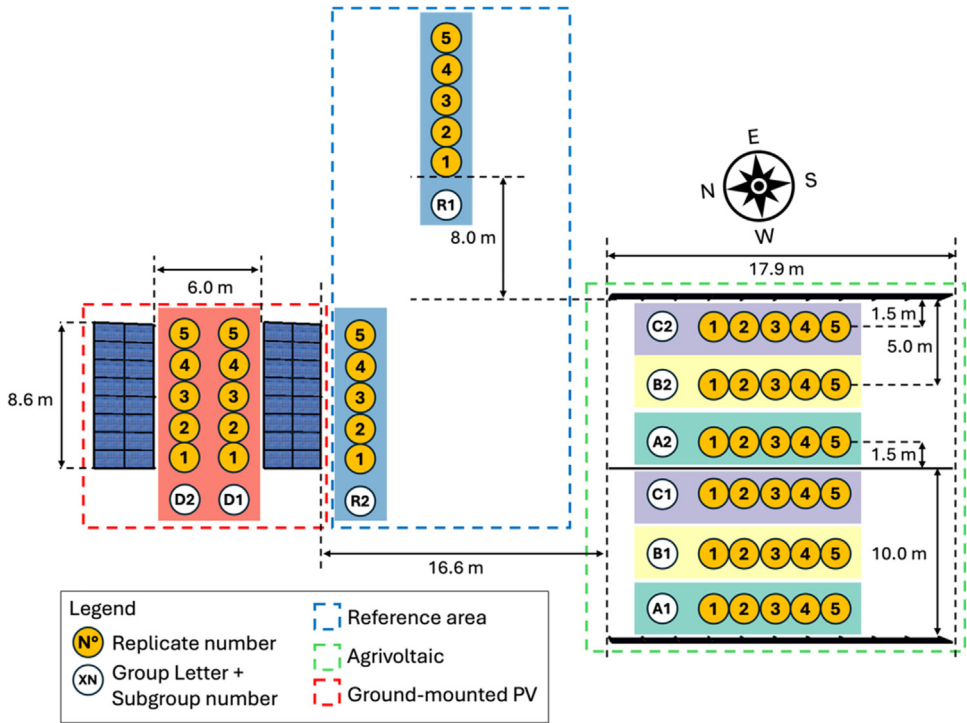 5
4
3
2
1
R1
8.0 m
E
N
S
W
17.9 m
6.0 m
8.6 m
5 5
4 4
3 3
2 2
1 1
D2 D1
5
4
3
2
1
R2
C2 1 2 3 4 5
1.5 m
5.0 m
B2 1 2 3 4 5
A2 1 2 3 4 5
1.5 m
C1 1 2 3 4 5
B1 1 2 3 4 5
10.0 m
A1 1 2 3 4 5
16.6 m
Legend
Nº Replicate number
XN Group Letter +
Subgroup number
Reference area
Agrivoltaic
Ground-mounted PV